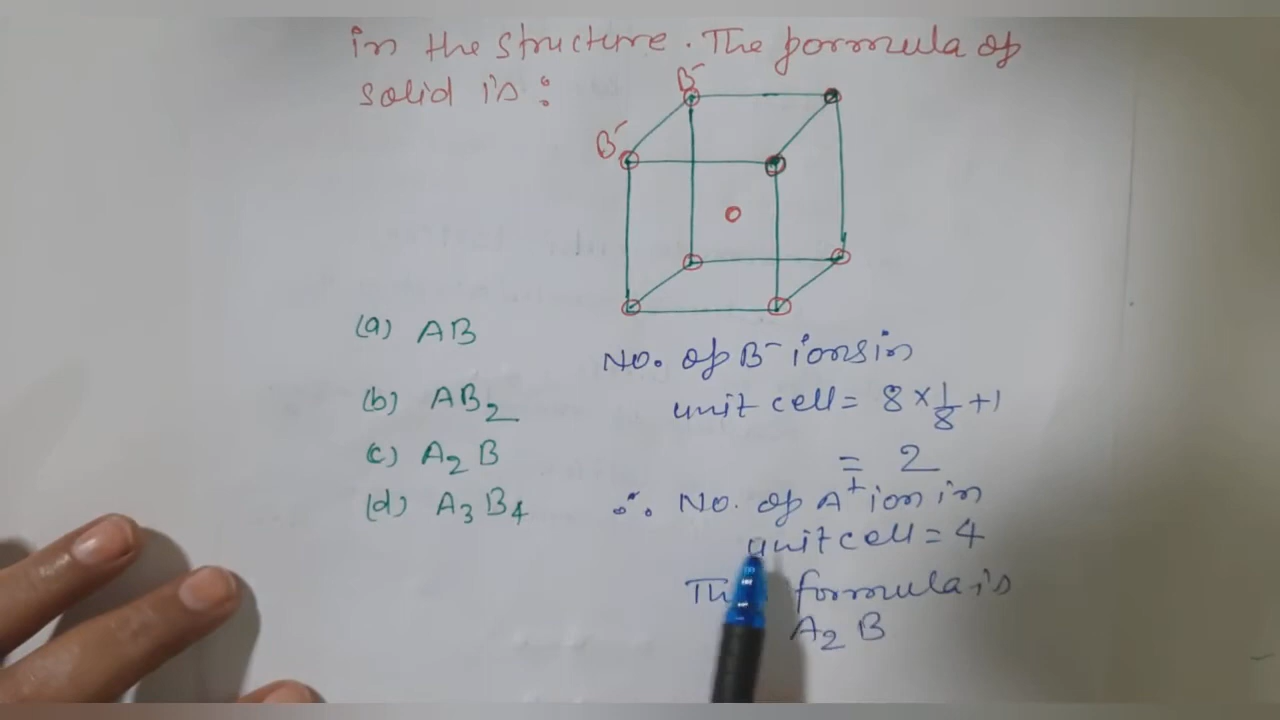 in the structure. The formula of
solid is:
B⁻
B⁻
(a) AB
(b) AB₂
(c) A₂B
(d) A₃B₄
No. of B⁻ ions in
unit cell = 8 × 1/8 + 1
= 2
∴ No. of A⁺ ion in
unit cell = 4
formula is
A₂B